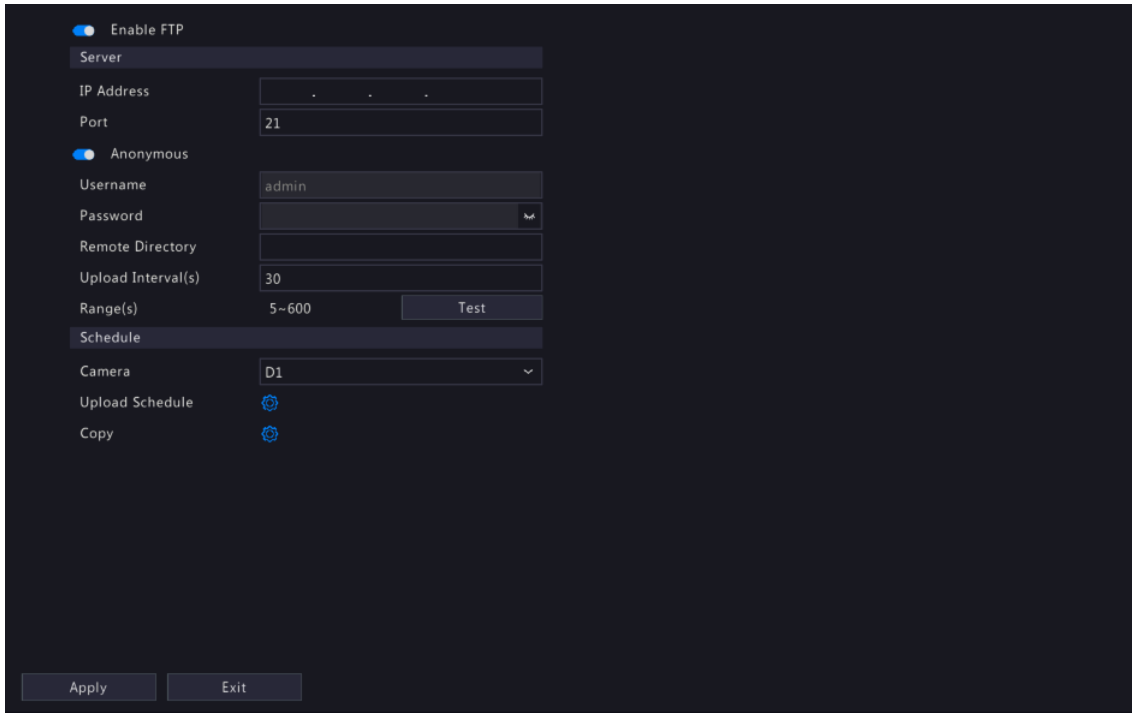 Enable FTP
Server
IP Address . . .
Port 21
Anonymous
Username admin
Password
Remote Directory
Upload Interval(s) 30
Range(s) 5~600 Test
Schedule
Camera D1
Upload Schedule
Copy
Apply Exit